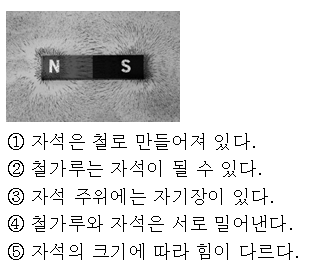 N S
① 자석은 철로 만들어져 있다.
② 철가루는 자석이 될 수 있다.
③ 자석 주위에는 자기장이 있다.
④ 철가루와 자석은 서로 밀어낸다.
⑤ 자석의 크기에 따라 힘이 다르다.